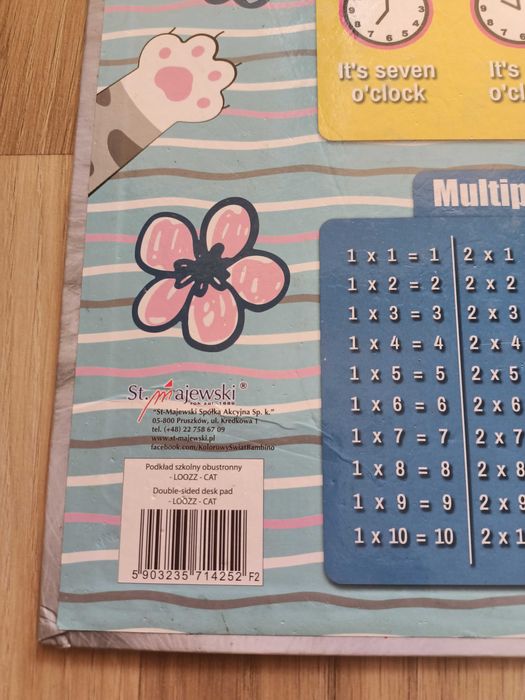 It's seven
o'clock
It's
o'cl
Multip
1 x 1 = 1
1 x 2 = 2
1 x 3 = 3
1 x 4 = 4
1 x 5 = 5
1 x 6 = 6
1 x 7 = 7
1 x 8 = 8
1 x 9 = 9
1 x 10 = 10
2 x 1
2 x 2
2 x 3
2 x 4
2 x 5
2 x 6
2 x 7
2 x 8
2 x 9
2 x 1
St. Majewski ®
"St-Majewski Spółka Akcyjna Sp. k."
05-800 Pruszków, ul. Kredkowa 1
tel. (+48) 22 758 67 09
www.st-majewski.pl
facebook.com/KolorowySwiatBambino
Podkład szkolny obustronny
- LOOZZ - CAT
Double-sided desk pad
- LOOZZ - CAT
5 903235 714252 F2